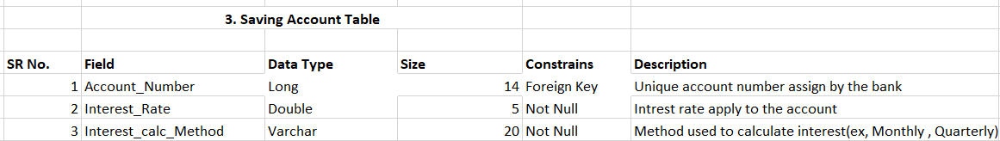 3. Saving Account Table
SR No. Field Data Type Size Constrains Description
1 Account_Number Long 14 Foreign Key Unique account number assign by the bank
2 Interest_Rate Double 5 Not Null Intrest rate apply to the account
3 Interest_calc_Method Varchar 20 Not Null Method used to calculate interest(ex, Monthly , Quarterly)